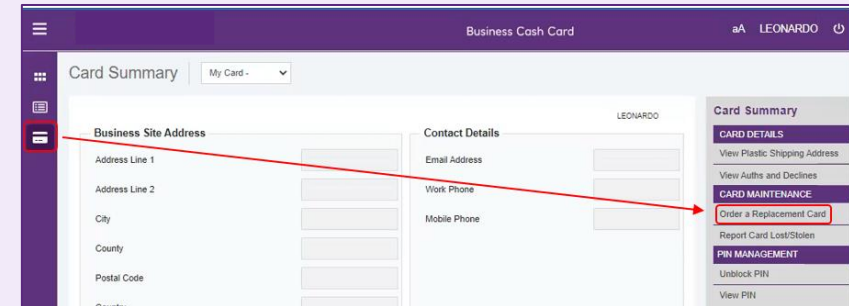 Business Cash Card
aA LEONARDO
Card Summary
My Card -
LEONARDO
Business Site Address
Address Line 1
Address Line 2
City
County
Postal Code
Country
Contact Details
Email Address
Work Phone
Mobile Phone
Card Summary
CARD DETAILS
View Plastic Shipping Address
View Auths and Declines
CARD MAINTENANCE
Order a Replacement Card
Report Card Lost/Stolen
PIN MANAGEMENT
Unblock PIN
View PIN